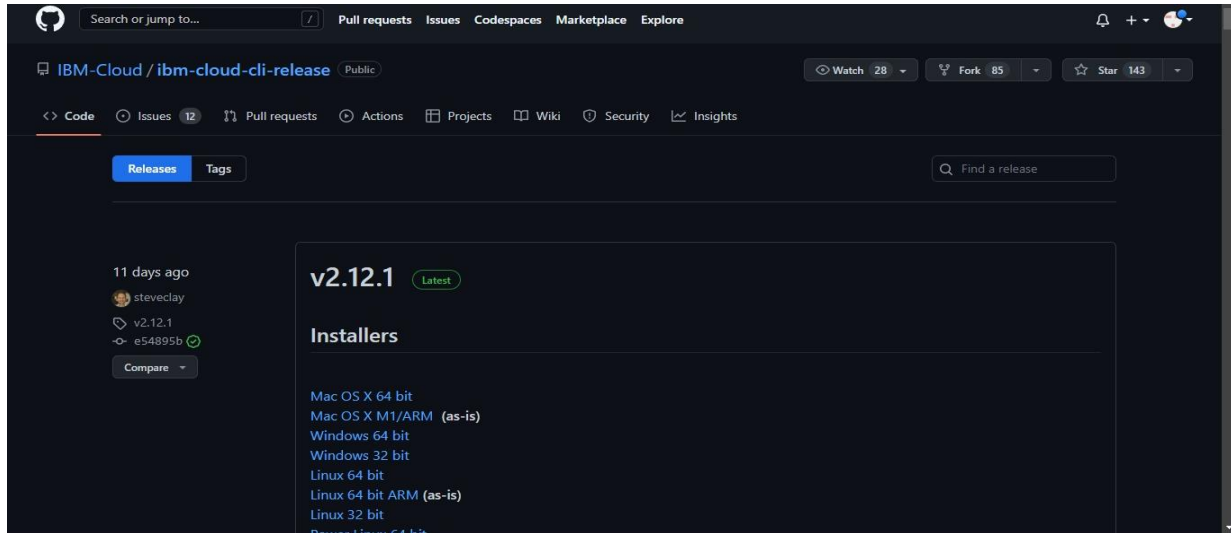 Search or jump to... /
Pull requests Issues Codespaces Marketplace Explore
IBM-Cloud / ibm-cloud-cli-release Public
Watch 28 Fork 85 Star 143
<> Code Issues 12 Pull requests Actions Projects Wiki Security Insights
Releases Tags
Find a release
11 days ago
steveclay
v2.12.1
e54895b
Compare
v2.12.1 Latest
Installers
Mac OS X 64 bit
Mac OS X M1/ARM (as-is)
Windows 64 bit
Windows 32 bit
Linux 64 bit
Linux 64 bit ARM (as-is)
Linux 32 bit
Power Linux 64 bit